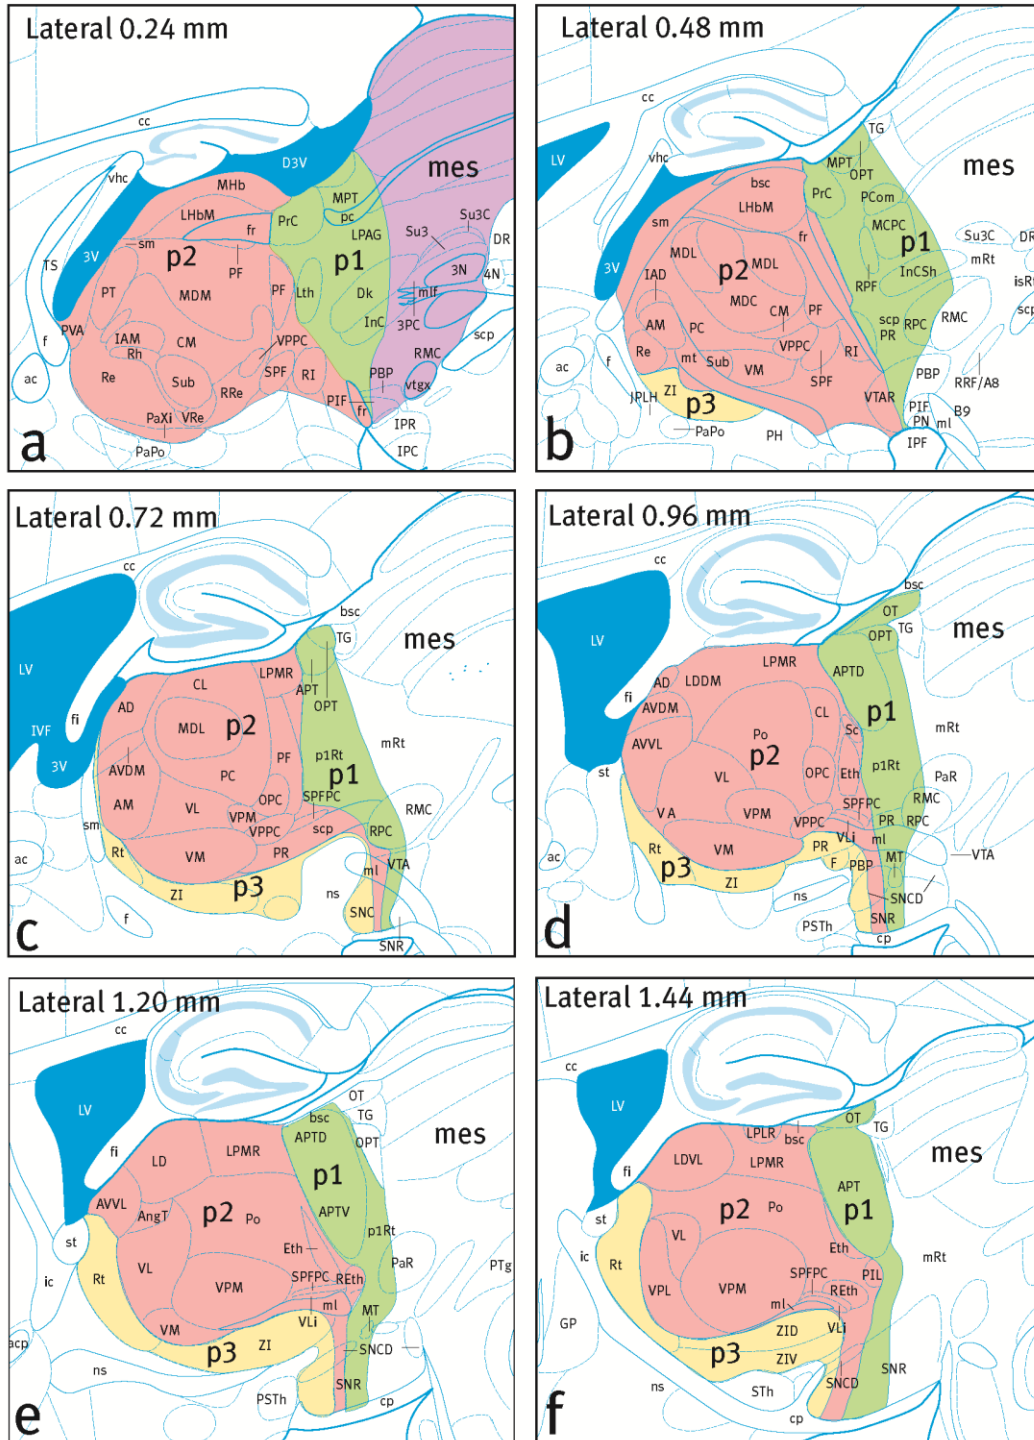 Lateral 0.24 mm
cc
D3V
vhc
MHb
mes
MPT
LHbM
pc
PrC
fr
Su3C
LPAG
Su3
DR
sm
p2
p1
TS
3V
PF
3N
4N
PT
MDM
PF
Lth
Dk
mlf
PVA
InC
3PC
scp
IAM
CM
VPPC
f
Rh
RMC
ac
Re
Sub
SPF
RI
PBP
RRe
vtgx
PIF
fr
PaXi
VRe
IPR
PaPo
IPC
a
Lateral 0.48 mm
cc
TG
LV
vhc
MPT
OPT
mes
bsc
PrC
PCom
LHbM
sm
MCPC
fr
p1
Su3C
DR
MDL
p2
3V
IAD
MDL
InCSh
mRt
RPF
isRt
MDC
CM
PF
scp
AM
PC
scp
RPC
RMC
VPPC
PR
Re
mt
RI
f
Sub
VM
ac
SPF
PBP
ZI
VTAR
RRF/A8
JPLH
p3
PIF
B9
PN
ml
PaPo
PH
IPF
b
Lateral 0.72 mm
cc
bsc
TG
mes
LV
LPMR
CL
APT
AD
OPT
fi
p2
IVF
MDL
mRt
3V
PF
p1Rt
AVDM
PC
p1
SPFPC
AM
VL
OPC
RMC
VPM
scp
sm
VPPC
RPC
Rt
PR
VM
ac
ml
VTA
ZI
p3
ns
f
SNC
SNR
c
Lateral 0.96 mm
cc
bsc
OT
TG
mes
LV
OPT
LPMR
APTD
fi
AD
LDDM
AVDM
CL
p1
Po
Sc
AVVL
p2
mRt
st
VL
OPC
Eth
p1Rt
PaR
SPFPC
RMC
VA
VPM
VPPC
PR
RPC
VLi
ml
Rt
VM
PR
ac
p3
F
PBP
MT
VTA
ZI
ns
SNCD
PSTh
SNR
cp
d
Lateral 1.20 mm
cc
OT
LV
bsc
TG
APTD
OPT
mes
fi
LD
LPMR
p1
AVVL
AngT
p2
Po
APTV
st
p1Rt
Eth
PaR
ic
Rt
VL
SPFPC
REth
PTg
VPM
ml
MT
VLi
VM
acp
ZI
SNCD
p3
ns
PSTh
SNR
cp
e
Lateral 1.44 mm
cc
LV
OT
TG
LPLR
bsc
mes
fi
LDVL
LPMR
APT
p2
Po
p1
st
VL
ic
Eth
mRt
Rt
SPFPC
PIL
VPL
VPM
REth
ml
GP
ZID
VLi
p3
ZIV
SNR
ns
STh
SNCD
cp
f